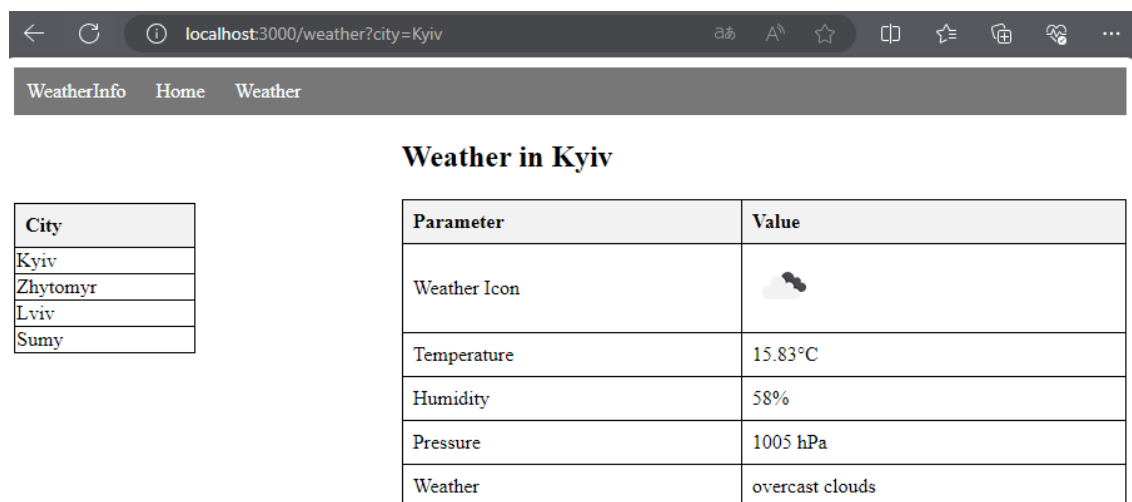 localhost:3000/weather?city=Kyiv
WeatherInfo Home Weather
Weather in Kyiv
City
Kyiv
Zhytomyr
Lviv
Sumy
Parameter Value
Weather Icon
Temperature 15.83°C
Humidity 58%
Pressure 1005 hPa
Weather overcast clouds